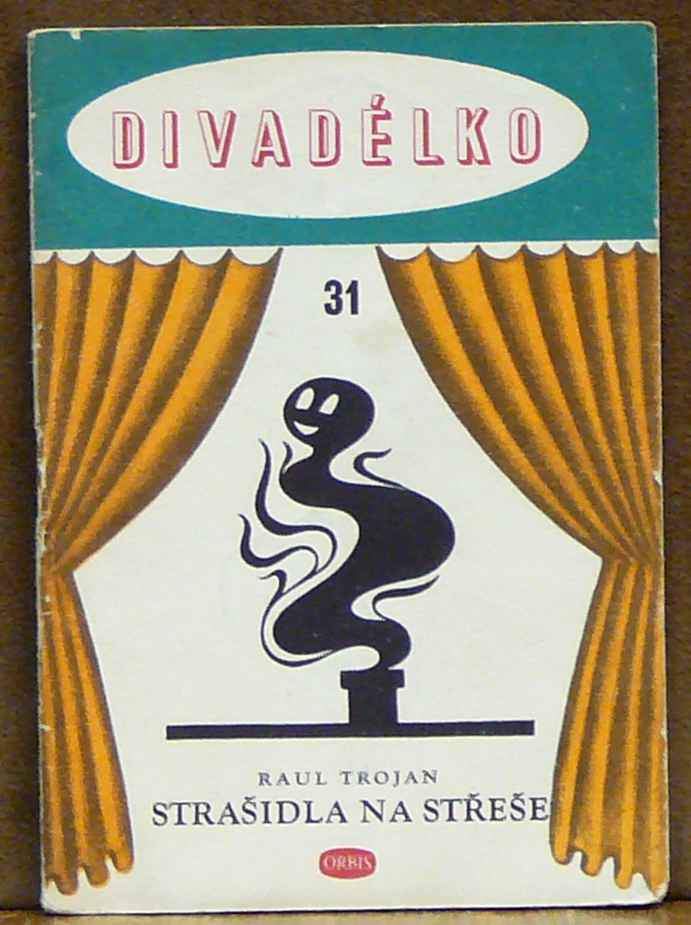 DIVADÉLKO
31
RAUL TROJAN
STRAŠIDLA NA STŘEŠE
ORBIS